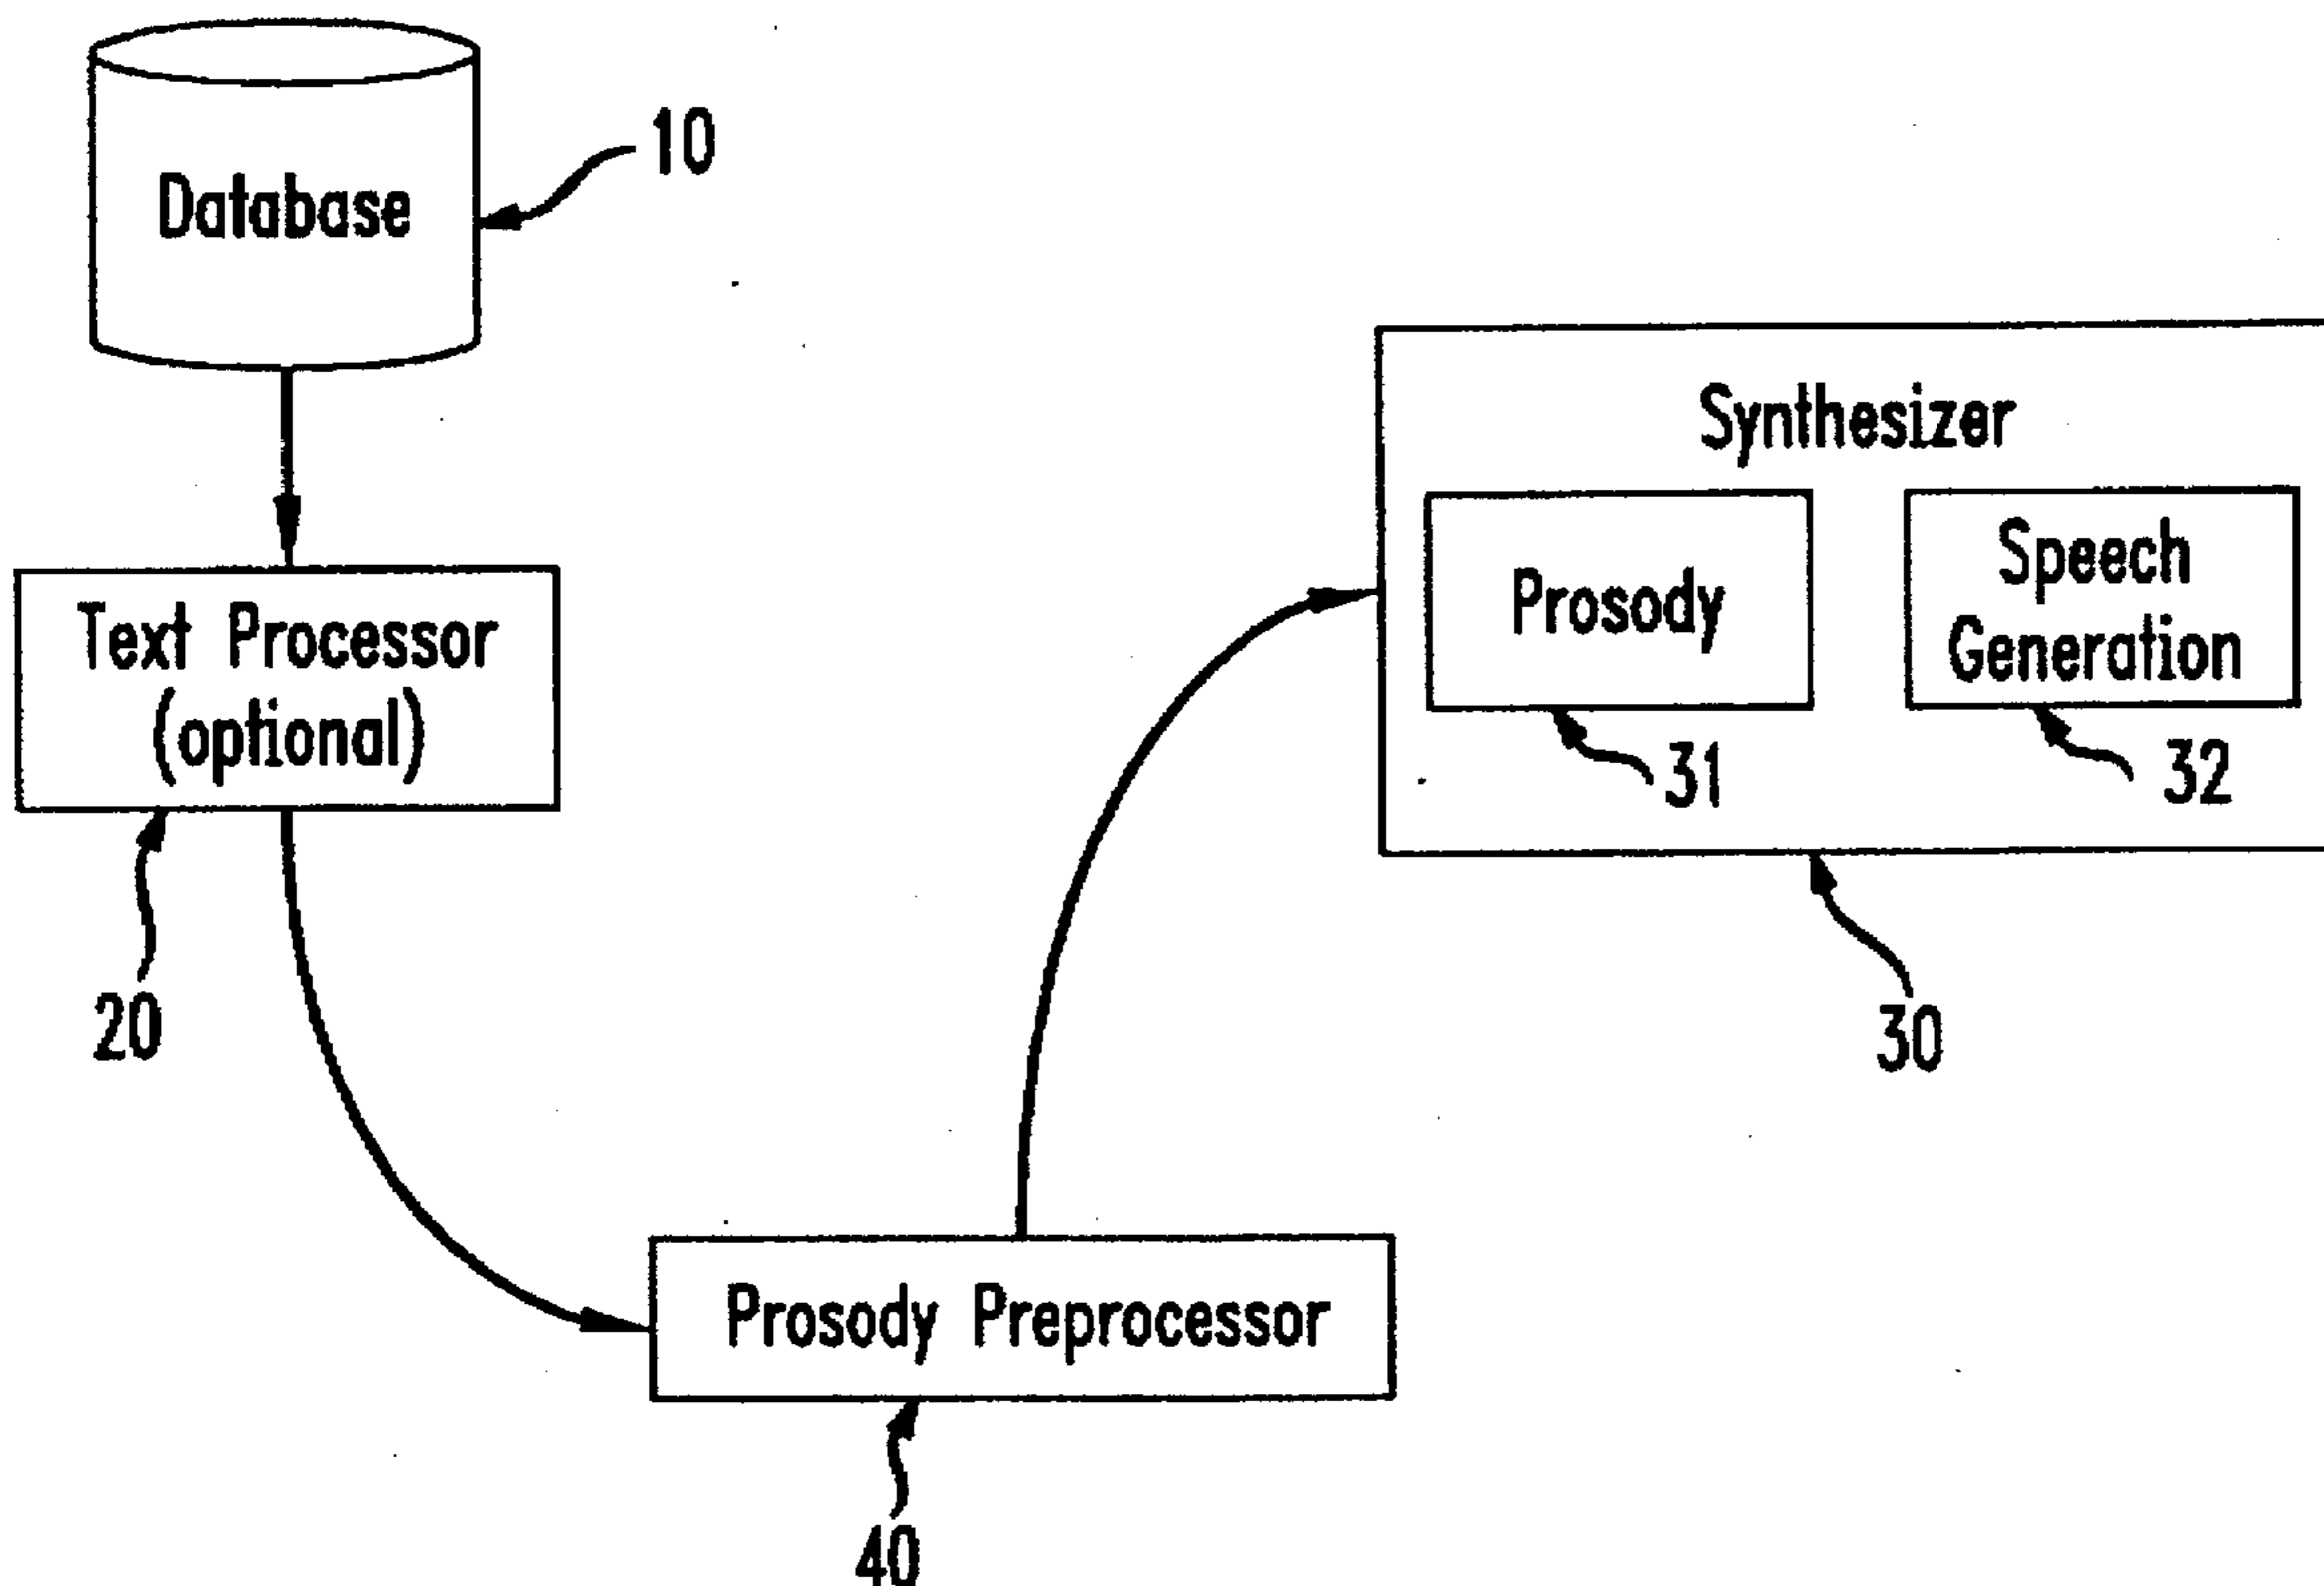 Database
10
Text Processor
(optional)
20
Prosody Preprocessor
40
Synthesizer
Prosody
31
Speech
Generation
32
30